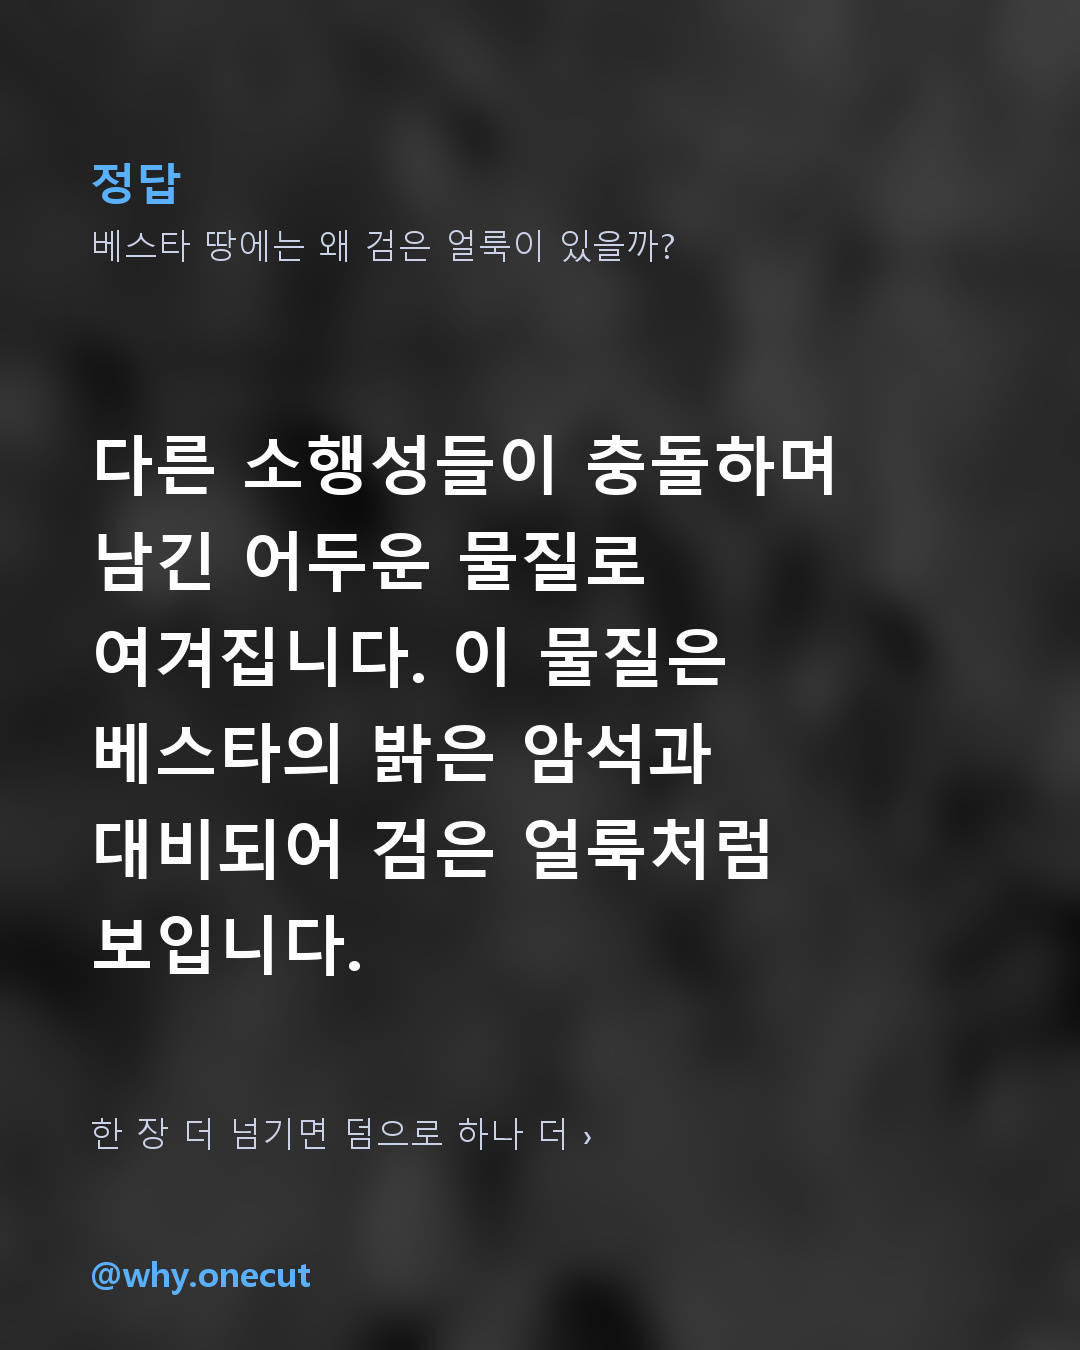 정답
베스타 땅에는 왜 검은 얼룩이 있을까?
다른 소행성들이 충돌하며
남긴 어두운 물질로
여겨집니다. 이 물질은
베스타의 밝은 암석과
대비되어 검은 얼룩처럼
보입니다.
한 장 더 넘기면 덤으로 하나 더 ›
@why.onecut